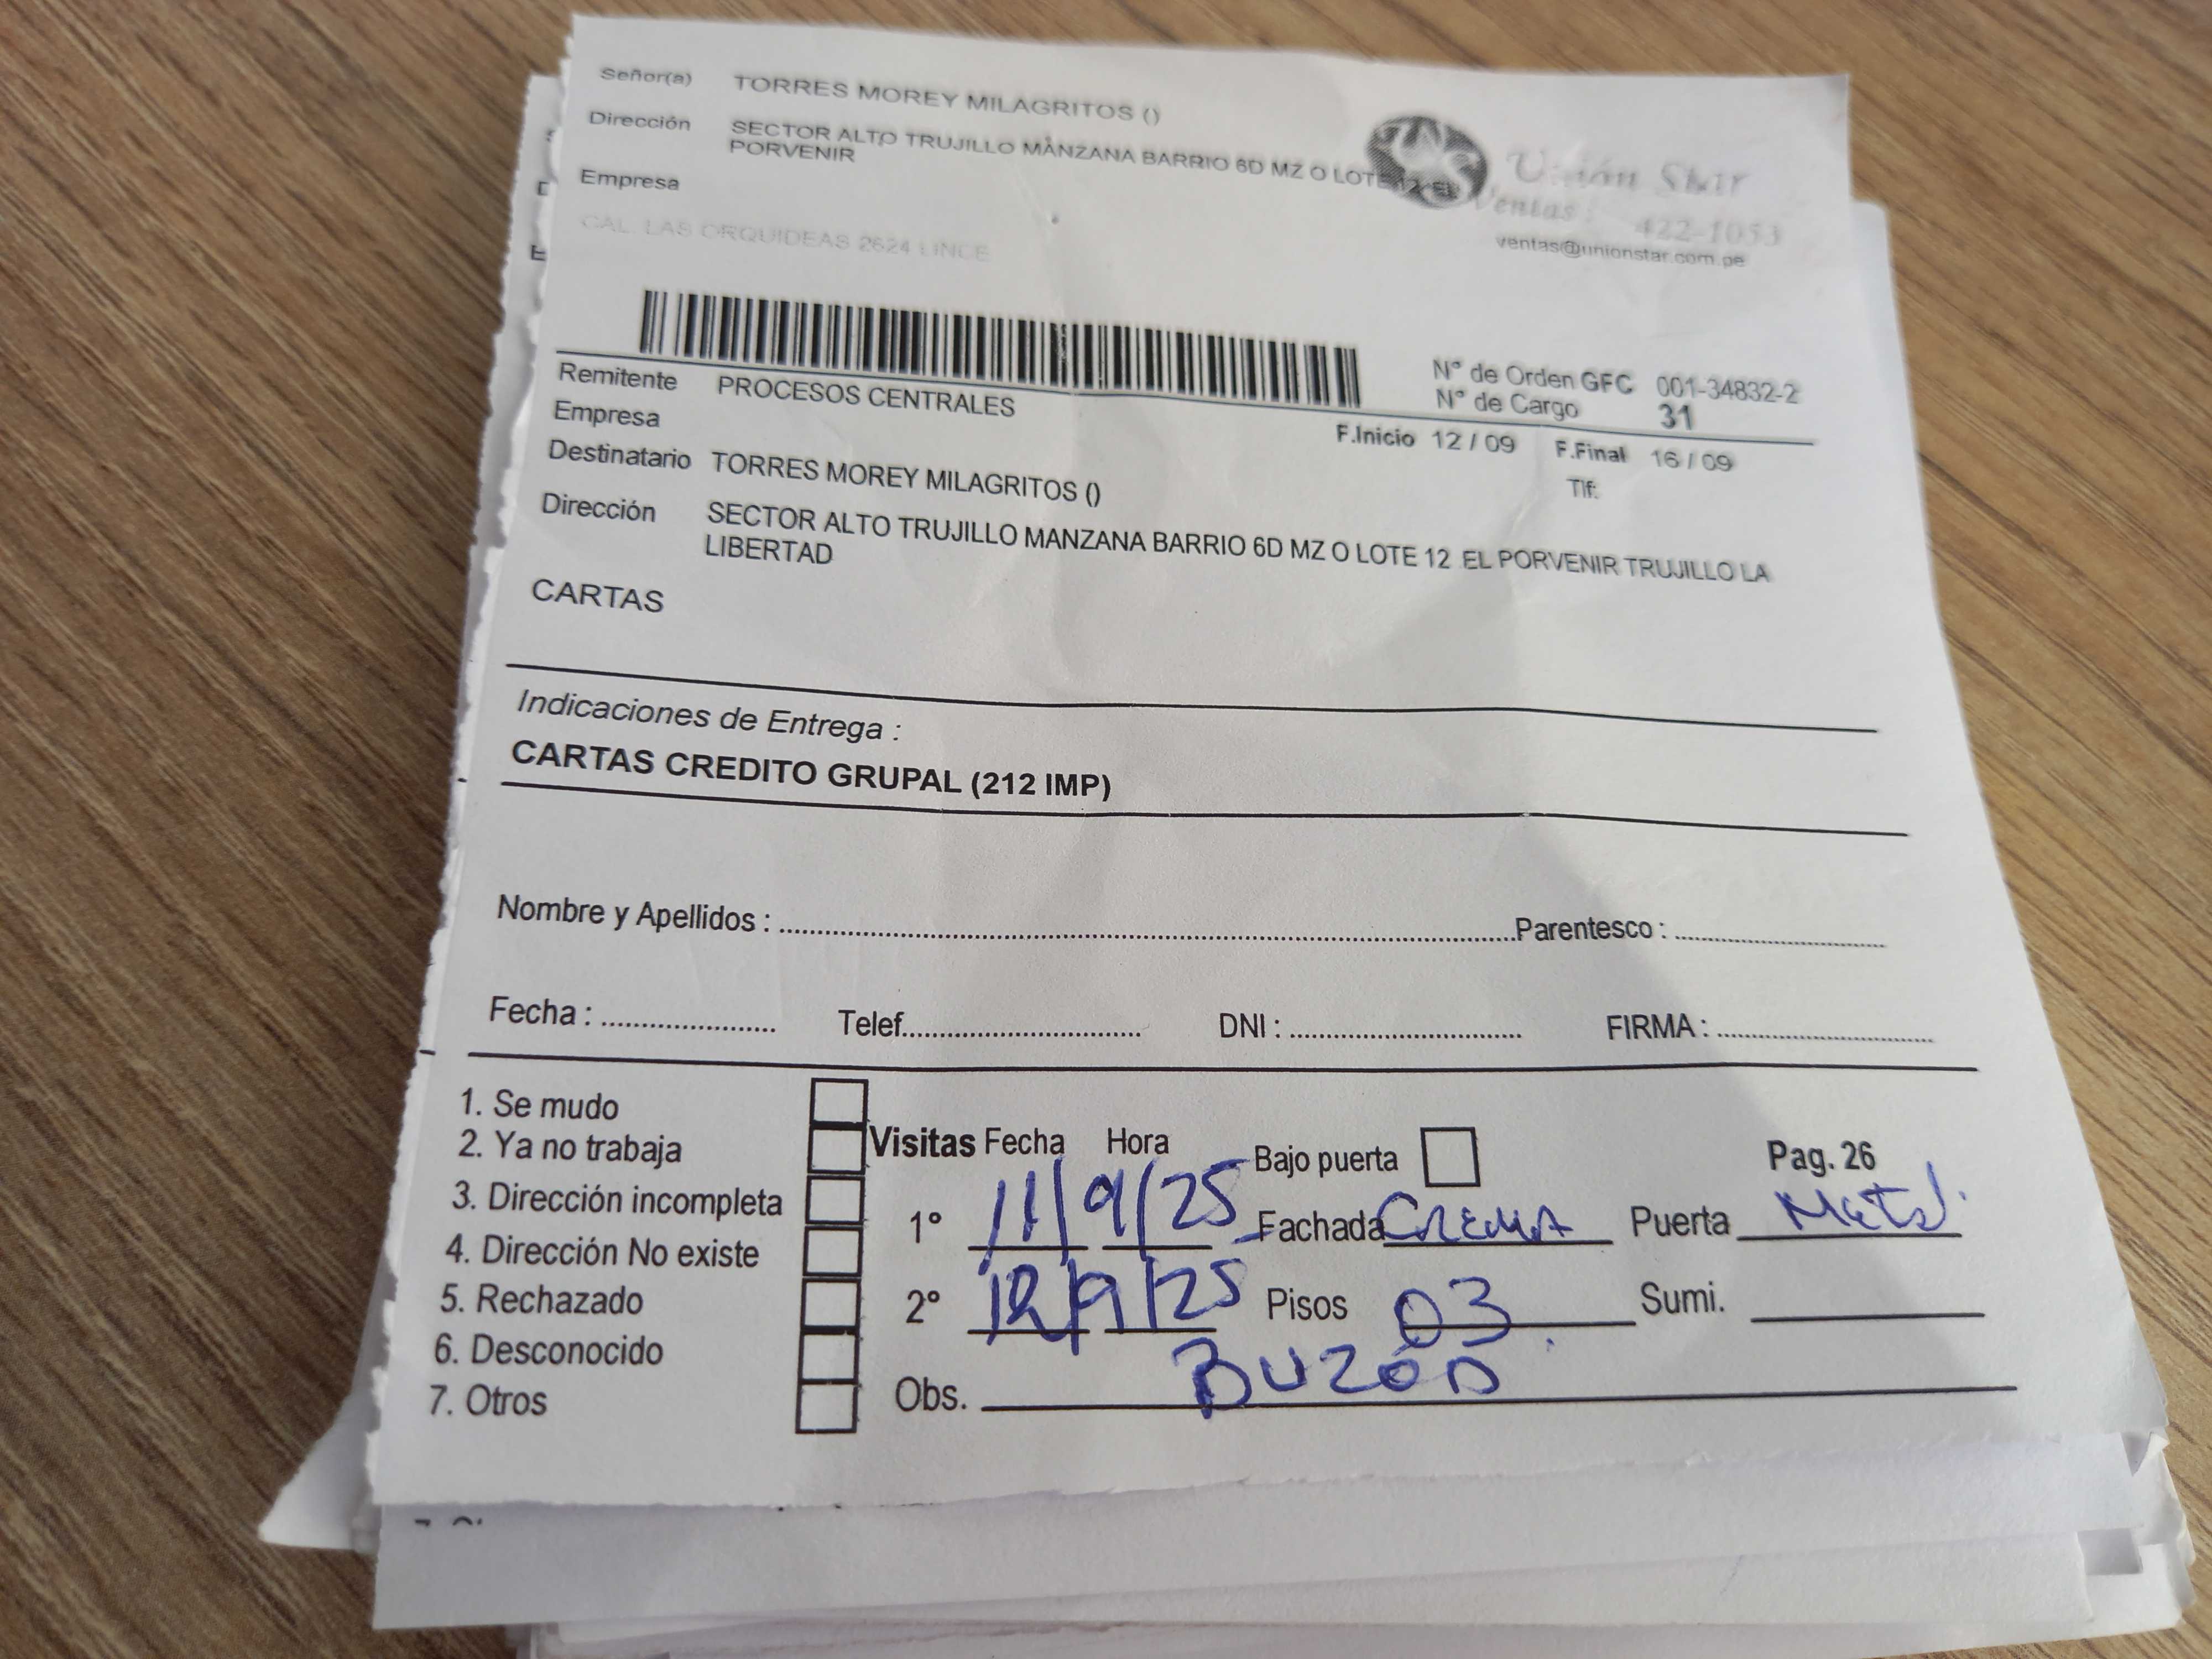 Señor(a) TORRES MOREY MILAGRITOS ()
Dirección SECTOR ALTO TRUJILLO MANZANA BARRIO 6D MZ O LOTE 12 EL
PORVENIR
Empresa
CAL. LAS ORQUIDEAS 2624 LINCE
Unión Star
Ventas: 422-1053
ventas@unionstar.com.pe
N° de Orden GFC 001-34832-2
N° de Cargo 31
Remitente PROCESOS CENTRALES
Empresa
F.Inicio 12 / 09 F.Final 16 / 09
Tlf:
Destinatario TORRES MOREY MILAGRITOS ()
Dirección SECTOR ALTO TRUJILLO MANZANA BARRIO 6D MZ O LOTE 12 EL PORVENIR TRUJILLO LA
LIBERTAD
CARTAS
Indicaciones de Entrega :
CARTAS CREDITO GRUPAL (212 IMP)
Nombre y Apellidos : Parentesco :
Fecha : Telef. DNI : FIRMA :
1. Se mudo
2. Ya no trabaja
3. Dirección incompleta
4. Dirección No existe
5. Rechazado
6. Desconocido
7. Otros
Visitas Fecha Hora Bajo puerta Pag. 26
1° 11/9/25 Fachada CREMA Puerta Metal
2° 12/9/25 Pisos 03 Sumi.
Obs. BUZÓN